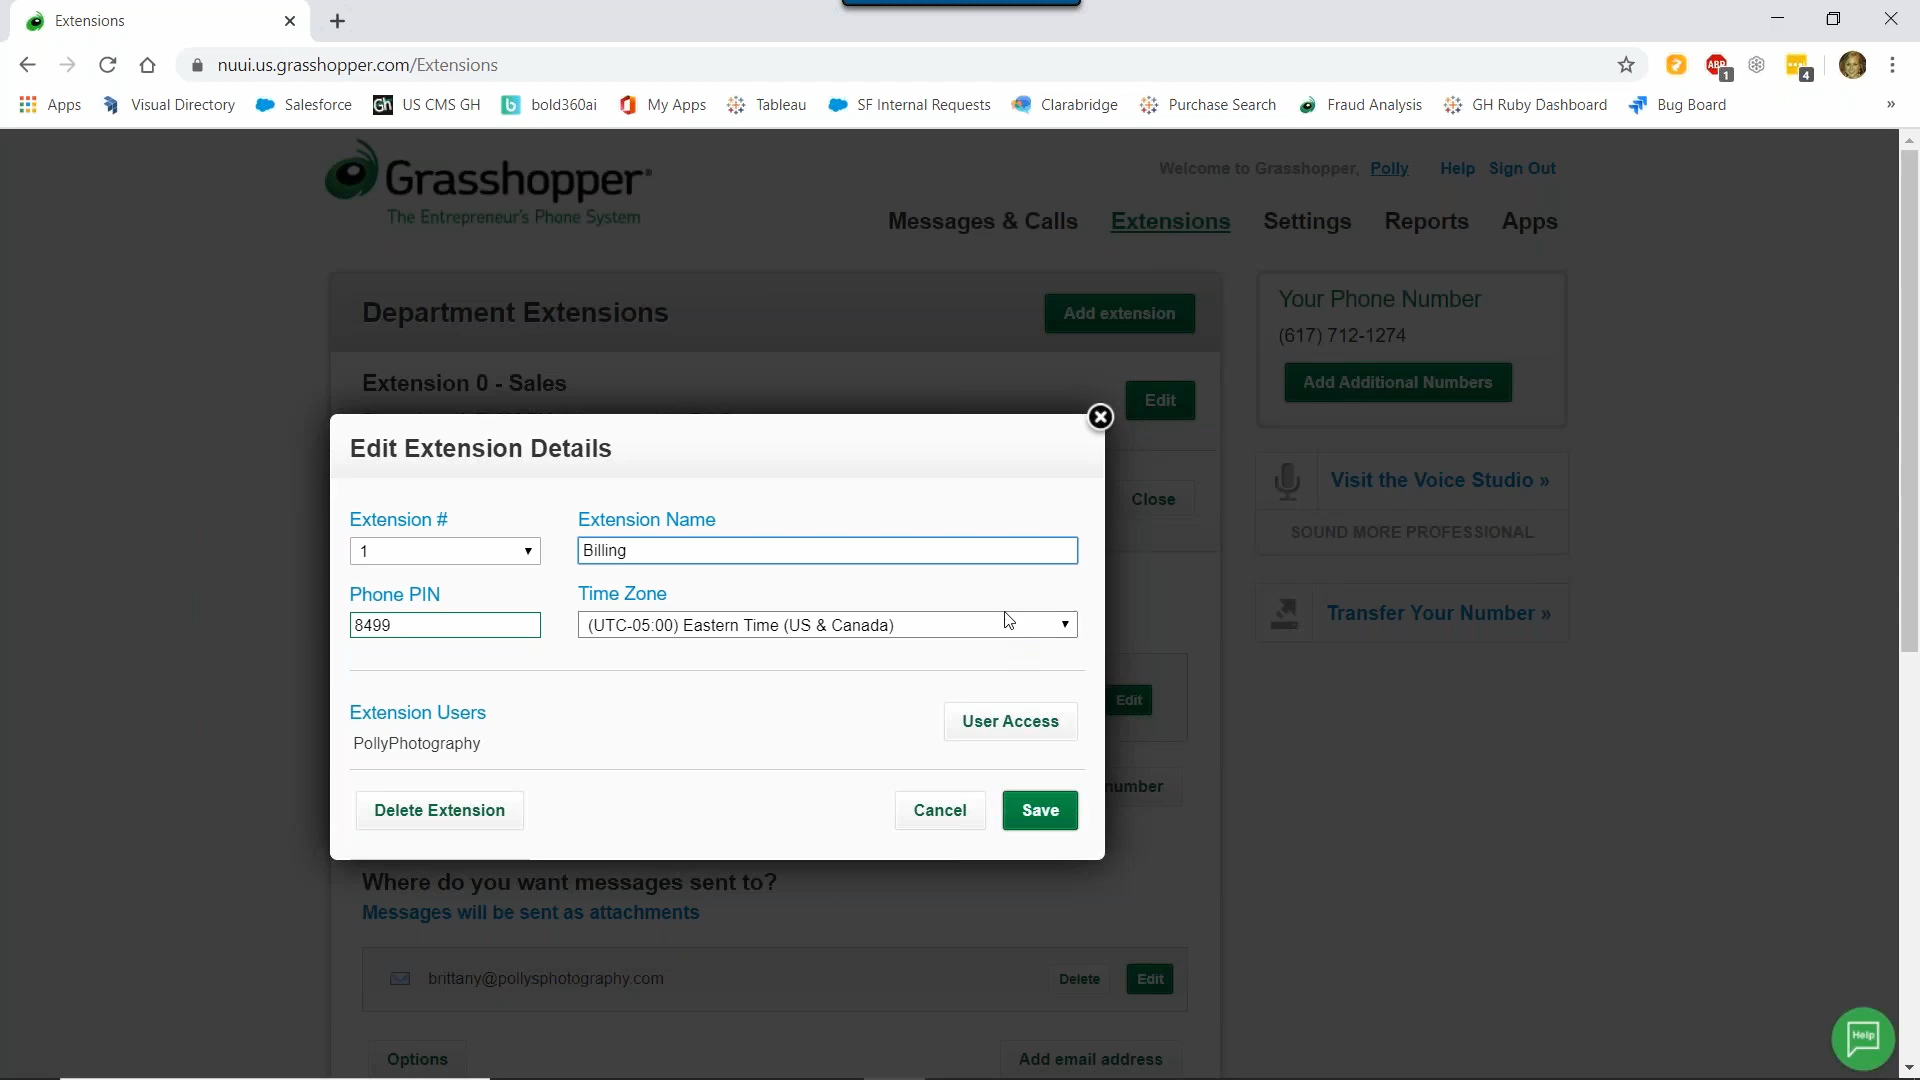 Extensions
nuui.us.grasshopper.com/Extensions
ABP
1
4
Apps
Visual Directory
Salesforce
Gh
US CMS GH
b
bold360ai
My Apps
Tableau
SF Internal Requests
Clarabridge
Purchase Search
Fraud Analysis
GH Ruby Dashboard
Bug Board
»
Grasshopper
The Entrepreneur's Phone System
Welcome to Grasshopper, Polly
Help
Sign Out
Messages & Calls
Extensions
Settings
Reports
Apps
Department Extensions
Add extension
Your Phone Number
(617) 712-1274
Add Additional Numbers
Extension 0 - Sales
Edit
Edit Extension Details
Close
Visit the Voice Studio »
SOUND MORE PROFESSIONAL
Extension #
Extension Name
1
Billing
Phone PIN
Time Zone
8499
(UTC-05:00) Eastern Time (US & Canada)
Transfer Your Number »
Extension Users
PollyPhotography
User Access
Edit
number
Delete Extension
Cancel
Save
Where do you want messages sent to?
Messages will be sent as attachments
brittany@pollysphotography.com
Delete
Edit
Options
Add email address
Help